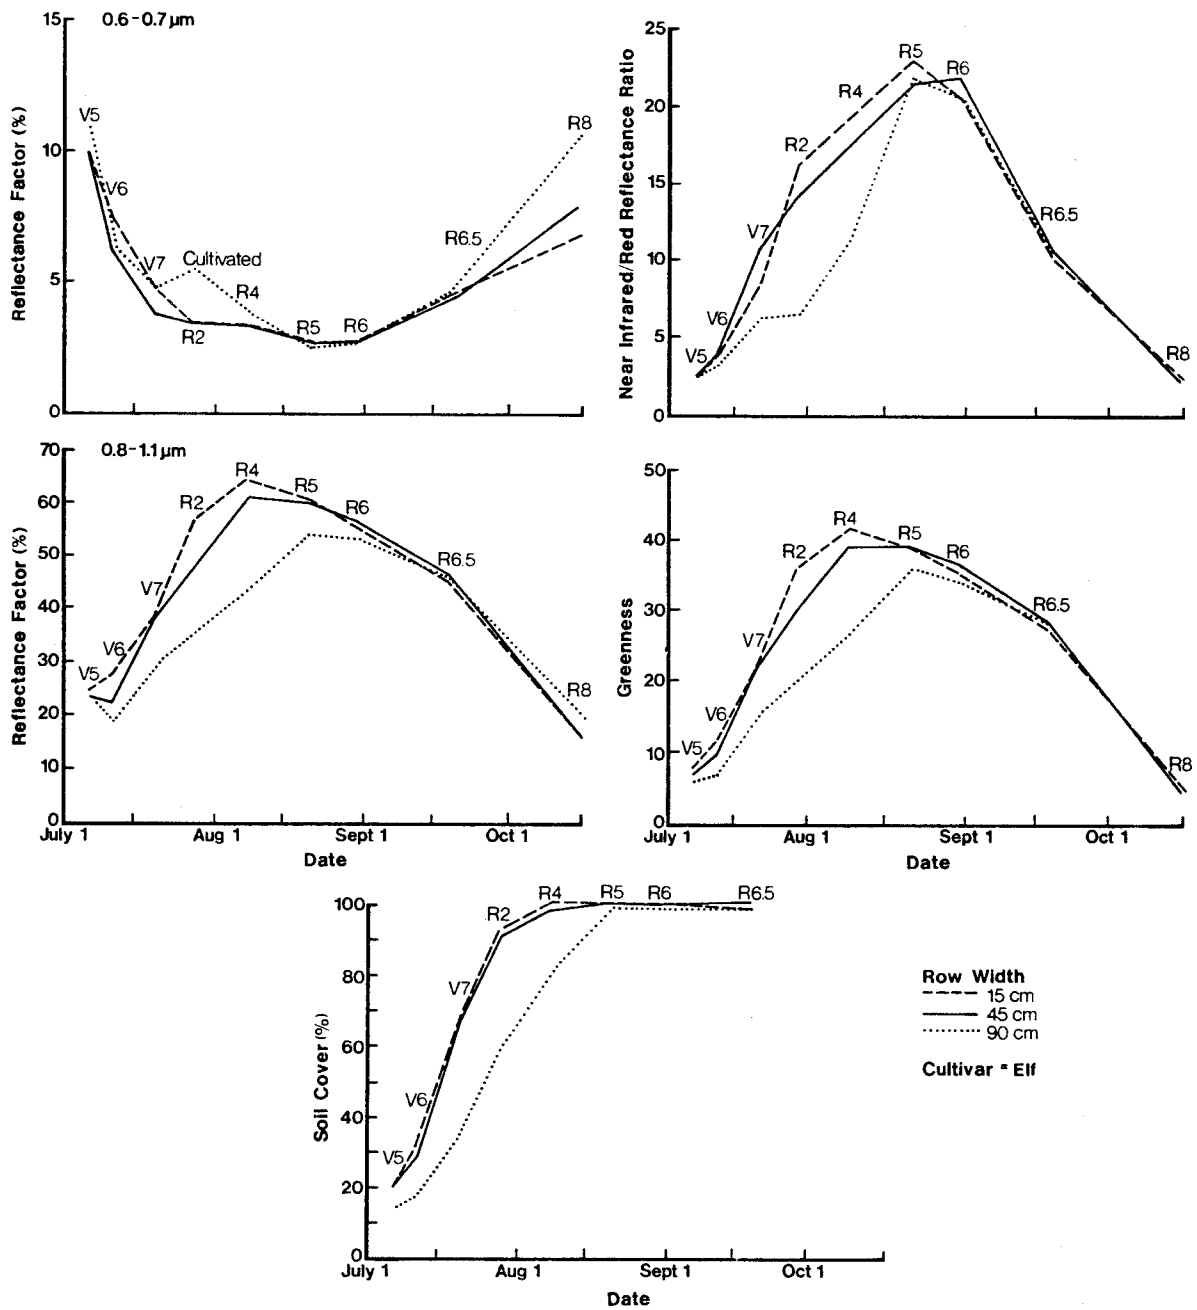 0.6-0.7 µm
Reflectance Factor (%)
15
10
5
0
V5
V6
V7
Cultivated
R2
R4
R5
R6
R6.5
R8
Near Infrared/Red Reflectance Ratio
25
20
15
10
5
0
V5
V6
V7
R2
R4
R5
R6
R6.5
R8
0.8-1.1 µm
Reflectance Factor (%)
70
60
50
40
30
20
10
0
V5
V6
V7
R2
R4
R5
R6
R6.5
R8
July 1
Aug 1
Sept 1
Oct 1
Date
Greenness
50
40
30
20
10
0
V5
V6
V7
R2
R4
R5
R6
R6.5
R8
July 1
Aug 1
Sept 1
Oct 1
Date
Soil Cover (%)
100
80
60
40
20
0
V5
V6
V7
R2
R4
R5
R6
R6.5
July 1
Aug 1
Sept 1
Oct 1
Date
Row Width
15 cm
45 cm
90 cm
Cultivar = Elf